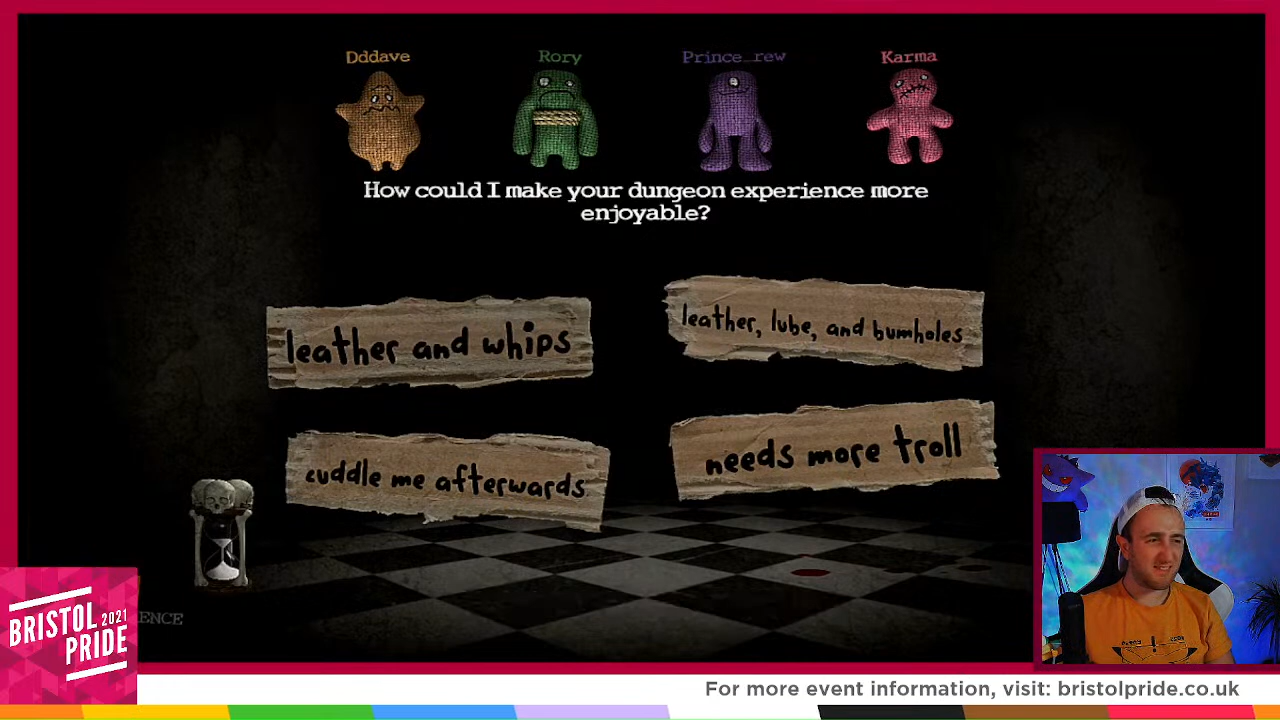 Dddave
Rory
Prince_rew
Karma
How could I make your dungeon experience more
enjoyable?
leather and whips
leather, lube, and bumholes
cuddle me afterwards
needs more troll
ENCE
BRISTOL 2021
PRIDE
For more event information, visit: bristolpride.co.uk